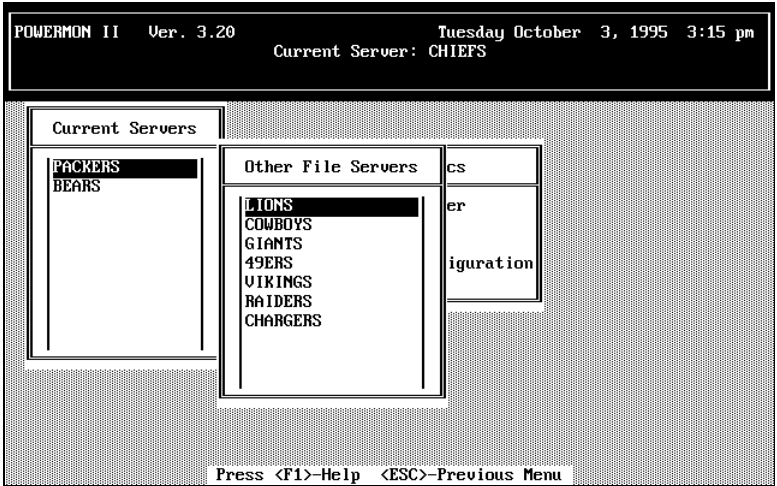 POWERMON II Ver. 3.20 Tuesday October 3, 1995 3:15 pm
Current Server: CHIEFS
Current Servers
PACKERS
BEARS
Other File Servers
LIONS
COWBOYS
GIANTS
49ERS
VIKINGS
RAIDERS
CHARGERS
cs
er
iguration
Press <F1>-Help <ESC>-Previous Menu